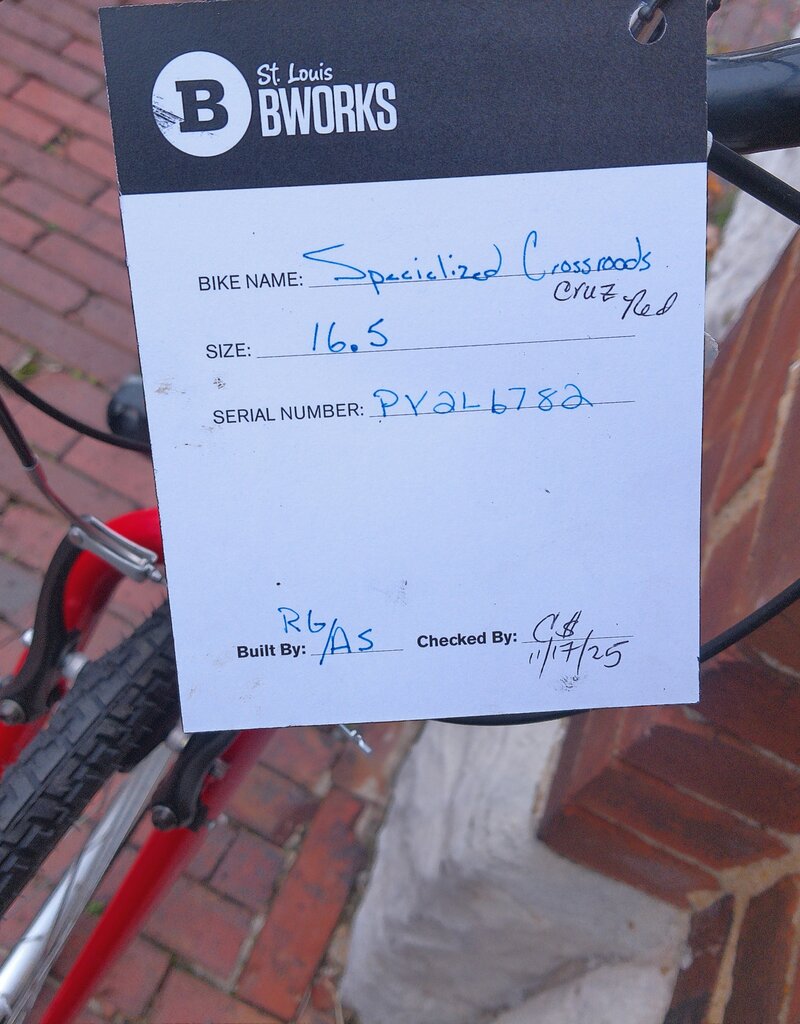 B St. Louis
BWORKS
BIKE NAME: Specialized Crossroads
Cruz Red
SIZE: 16.5
SERIAL NUMBER: PV2L6782
Built By: RG/AS Checked By: C$
11/17/25